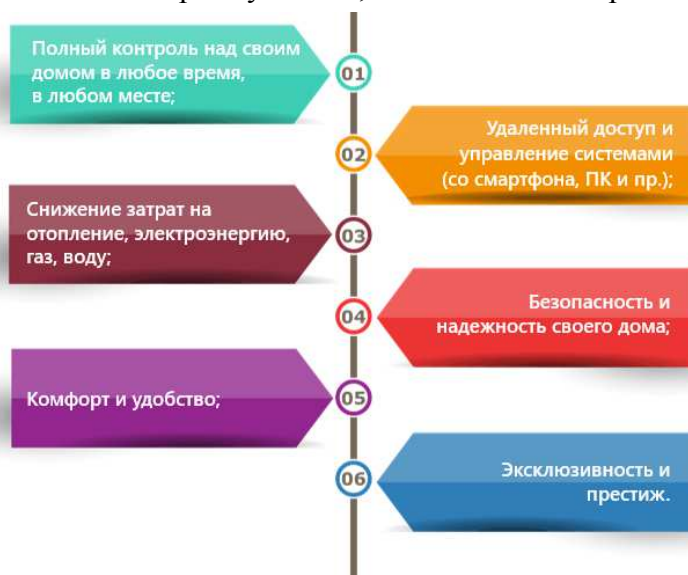 Полный контроль над своим
домом в любое время,
в любом месте;
01
Удаленный доступ и
управление системами
(со смартфона, ПК и пр.);
02
Снижение затрат на
отопление, электроэнергию,
газ, воду;
03
Безопасность и
надежность своего дома;
04
Комфорт и удобство;
05
Эксклюзивность и
престиж.
06